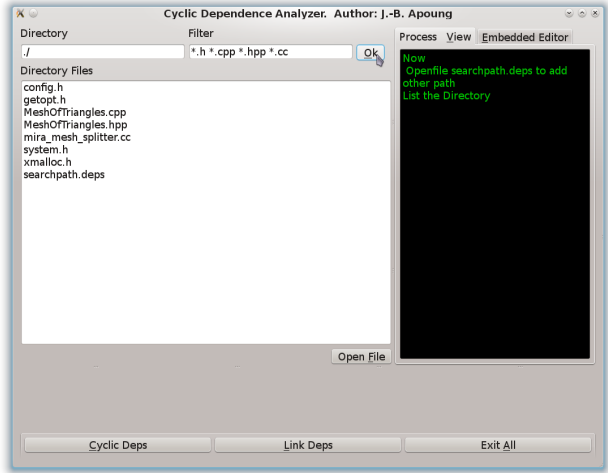 Cyclic Dependence Analyzer. Author: J.-B. Apoung
Directory
Filter
./
*.h *.cpp *.hpp *.cc
Ok
Directory Files
config.h
getopt.h
MeshOfTriangles.cpp
MeshOfTriangles.hpp
mira_mesh_splitter.cc
system.h
xmalloc.h
searchpath.deps
Open File
Process View
Embedded Editor
Now
Openfile searchpath.deps to add
other path
List the Directory
Cyclic Deps
Link Deps
Exit All